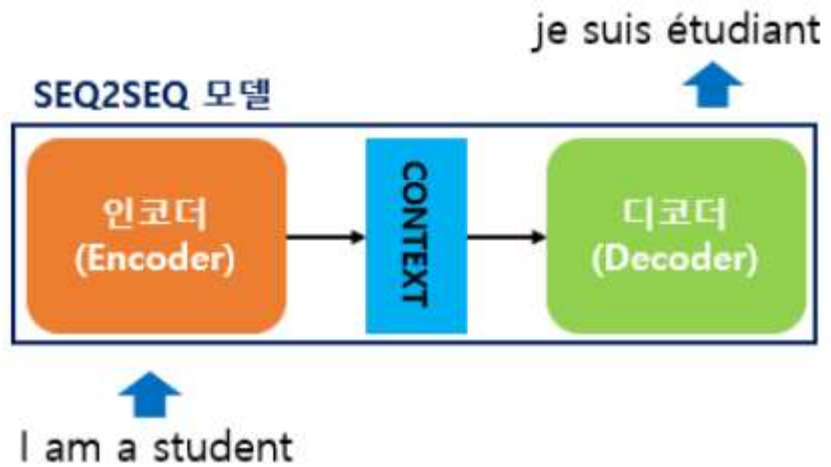 je suis étudiant
SEQ2SEQ 모델
인코더
(Encoder)
CONTEXT
디코더
(Decoder)
I am a student